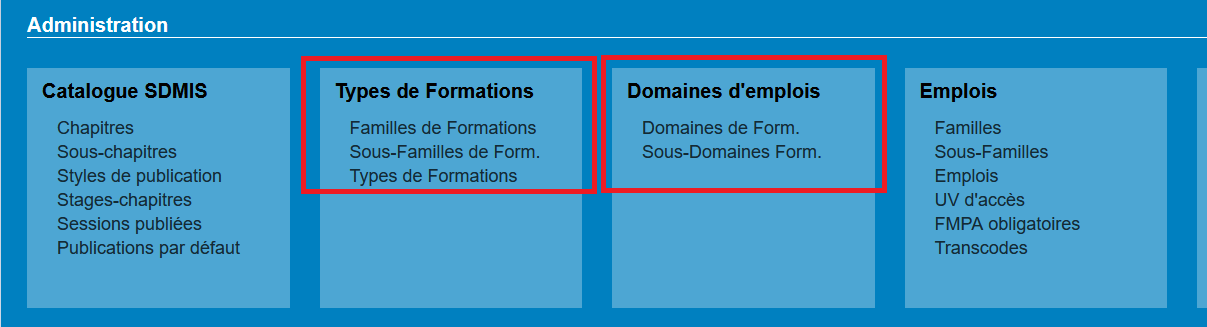 Administration
Catalogue SDMIS
Chapitres
Sous-chapitres
Styles de publication
Stages-chapitres
Sessions publiées
Publications par défaut
Types de Formations
Familles de Formations
Sous-Familles de Form.
Types de Formations
Domaines d'emplois
Domaines de Form.
Sous-Domaines Form.
Emplois
Familles
Sous-Familles
Emplois
UV d'accès
FMPA obligatoires
Transcodes